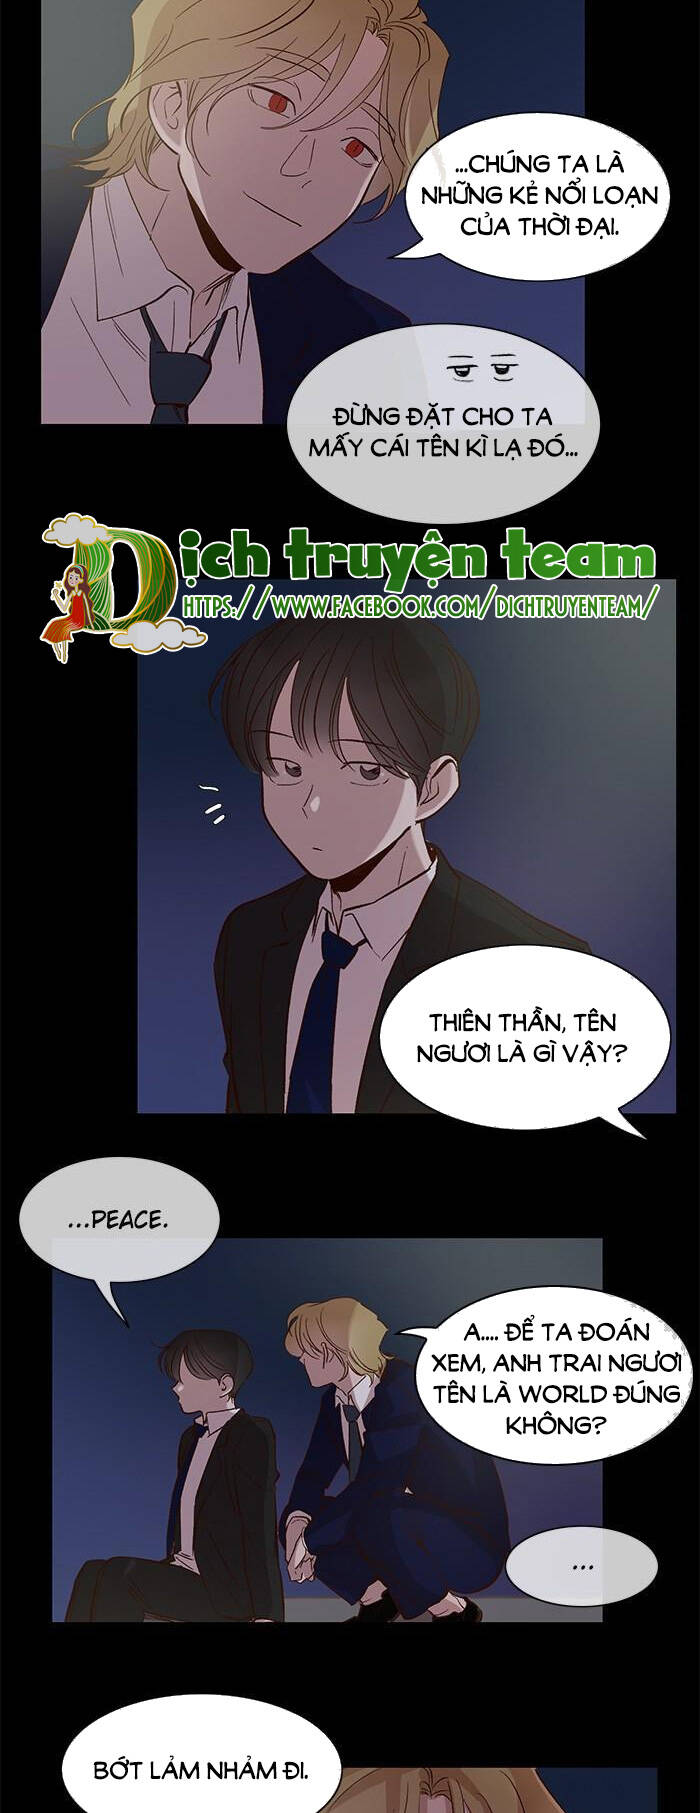 ...CHÚNG TA LÀ
NHỮNG KẺ NỔI LOẠN
CỦA THỜI ĐẠI.
ĐỪNG ĐẶT CHO TA
MẤY CÁI TÊN KÌ LẠ ĐÓ...
Dịch truyện team
HTTPS://WWW.FACEBOOK.COM/DICHTRUYENTEAM/
THIÊN THẦN, TÊN
NGƯƠI LÀ GÌ VẬY?
...PEACE.
A.... ĐỂ TA ĐOÁN
XEM, ANH TRAI NGƯƠI
TÊN LÀ WORLD ĐÚNG
KHÔNG?
...
BỚT LẢM NHẢM ĐI.